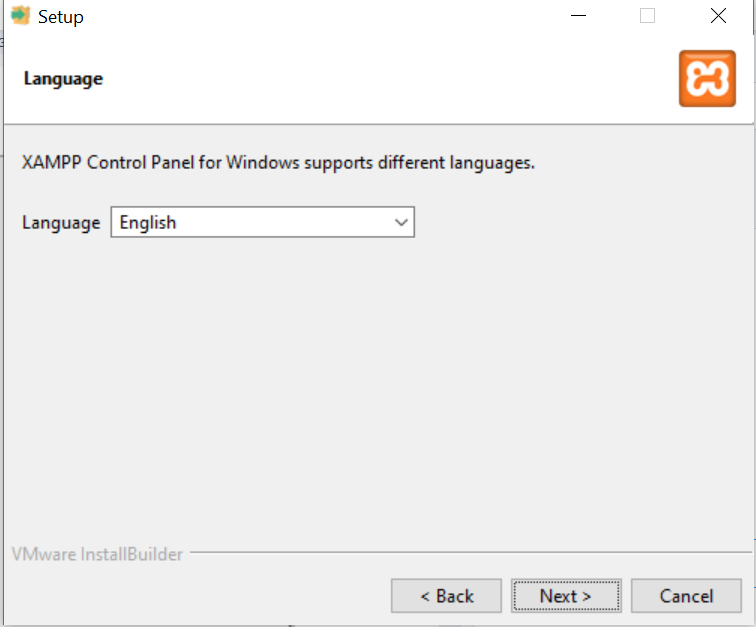 Setup
Language
XAMPP Control Panel for Windows supports different languages.
Language English
VMware InstallBuilder
< Back Next > Cancel